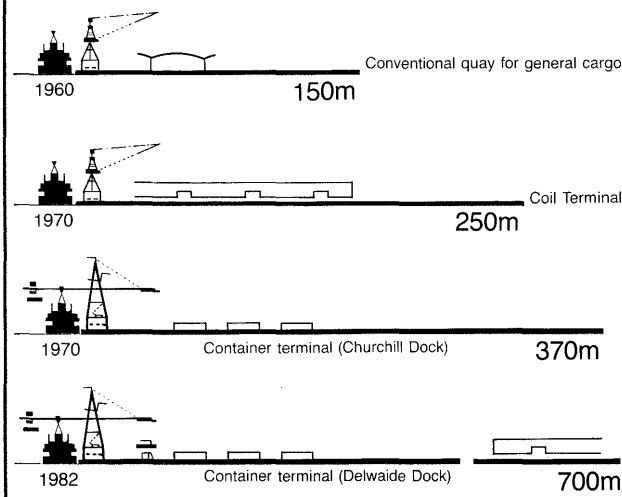 Conventional quay for general cargo
1960
150m
Coil Terminal
1970
250m
1970
Container terminal (Churchill Dock)
370m
1982
Container terminal (Delwaide Dock)
700m